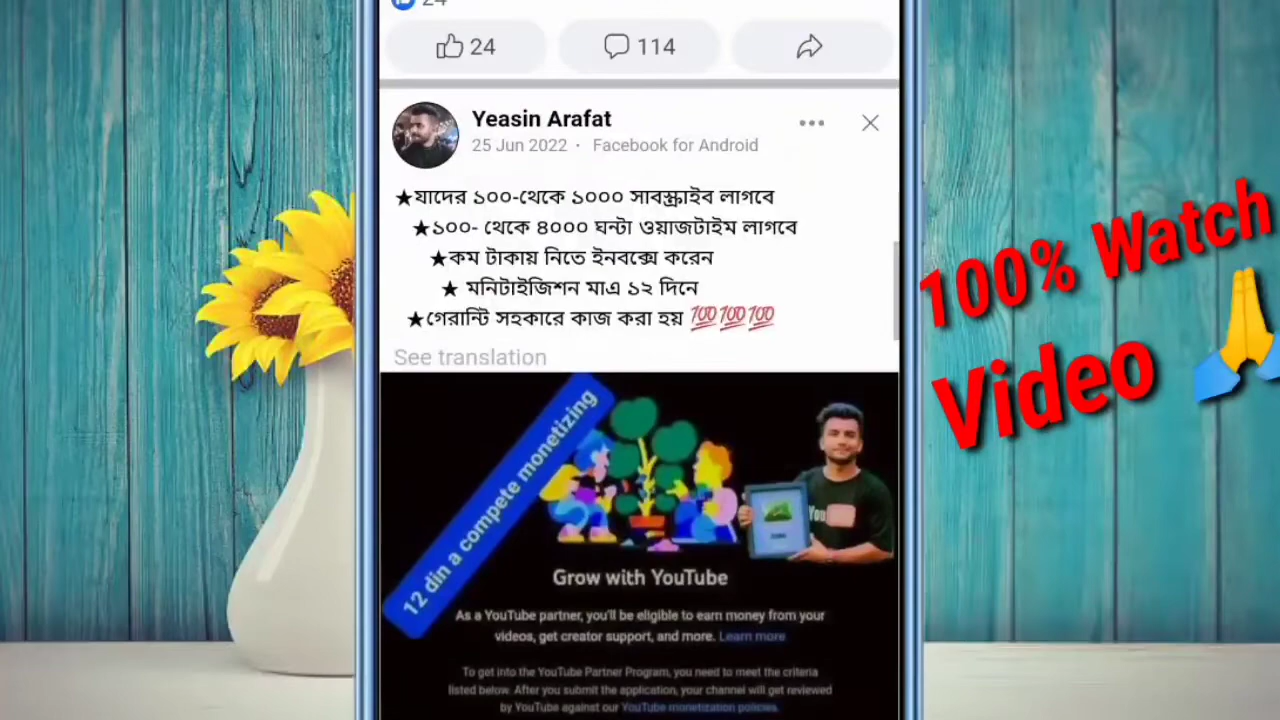 24
24 114
Yeasin Arafat
25 Jun 2022 · Facebook for Android
★যাদের ১০০-থেকে ১০০০ সাবস্ক্রাইব লাগবে
★১০০- থেকে ৪০০০ ঘন্টা ওয়াজটাইম লাগবে
★কম টাকায় নিতে ইনবক্সে করেন
★ মনিটাইজিশন মাএ ১২ দিনে
★গেরান্টি সহকারে কাজ করা হয় 💯💯💯
See translation
12 din a compete monetizing
You
Grow with YouTube
As a YouTube partner, you'll be eligible to earn money from your
videos, get creator support, and more. Learn more
To get into the YouTube Partner Program, you need to meet the criteria
listed below. After you submit the application, your channel will get reviewed
by YouTube against our YouTube monetization policies.
100% Watch
Video 🙏